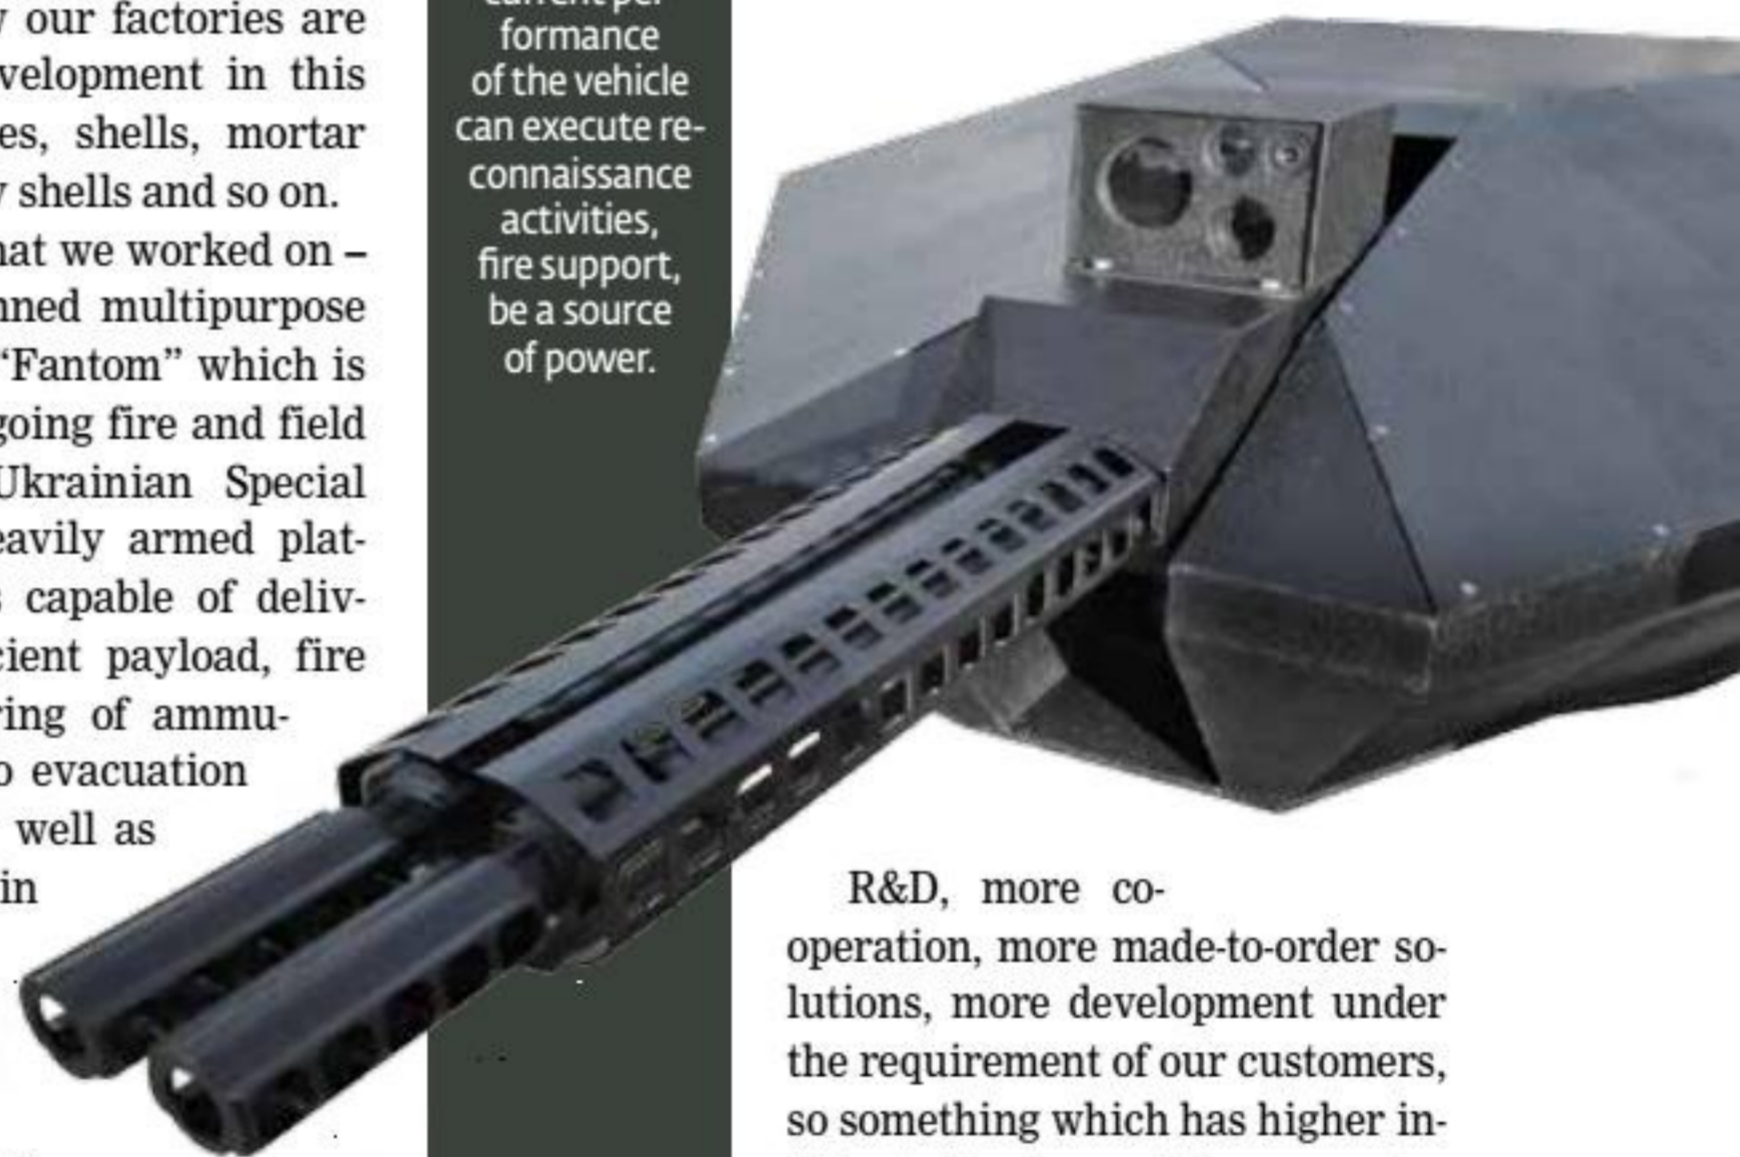 our factories are
velopment in this
es, shells, mortar
shells and so on.
hat we worked on –
nned multipurpose
“Fantom” which is
going fire and field
Ukrainian Special
eavily armed plat-
s capable of deliv-
cient payload, fire
ring of ammu-
o evacuation
well as
in
current per-
formance
of the vehicle
can execute re-
connaissance
activities,
fire support,
be a source
of power.
R&D, more co-
operation, more made-to-order so-
lutions, more development under
the requirement of our customers,
so something which has higher in-